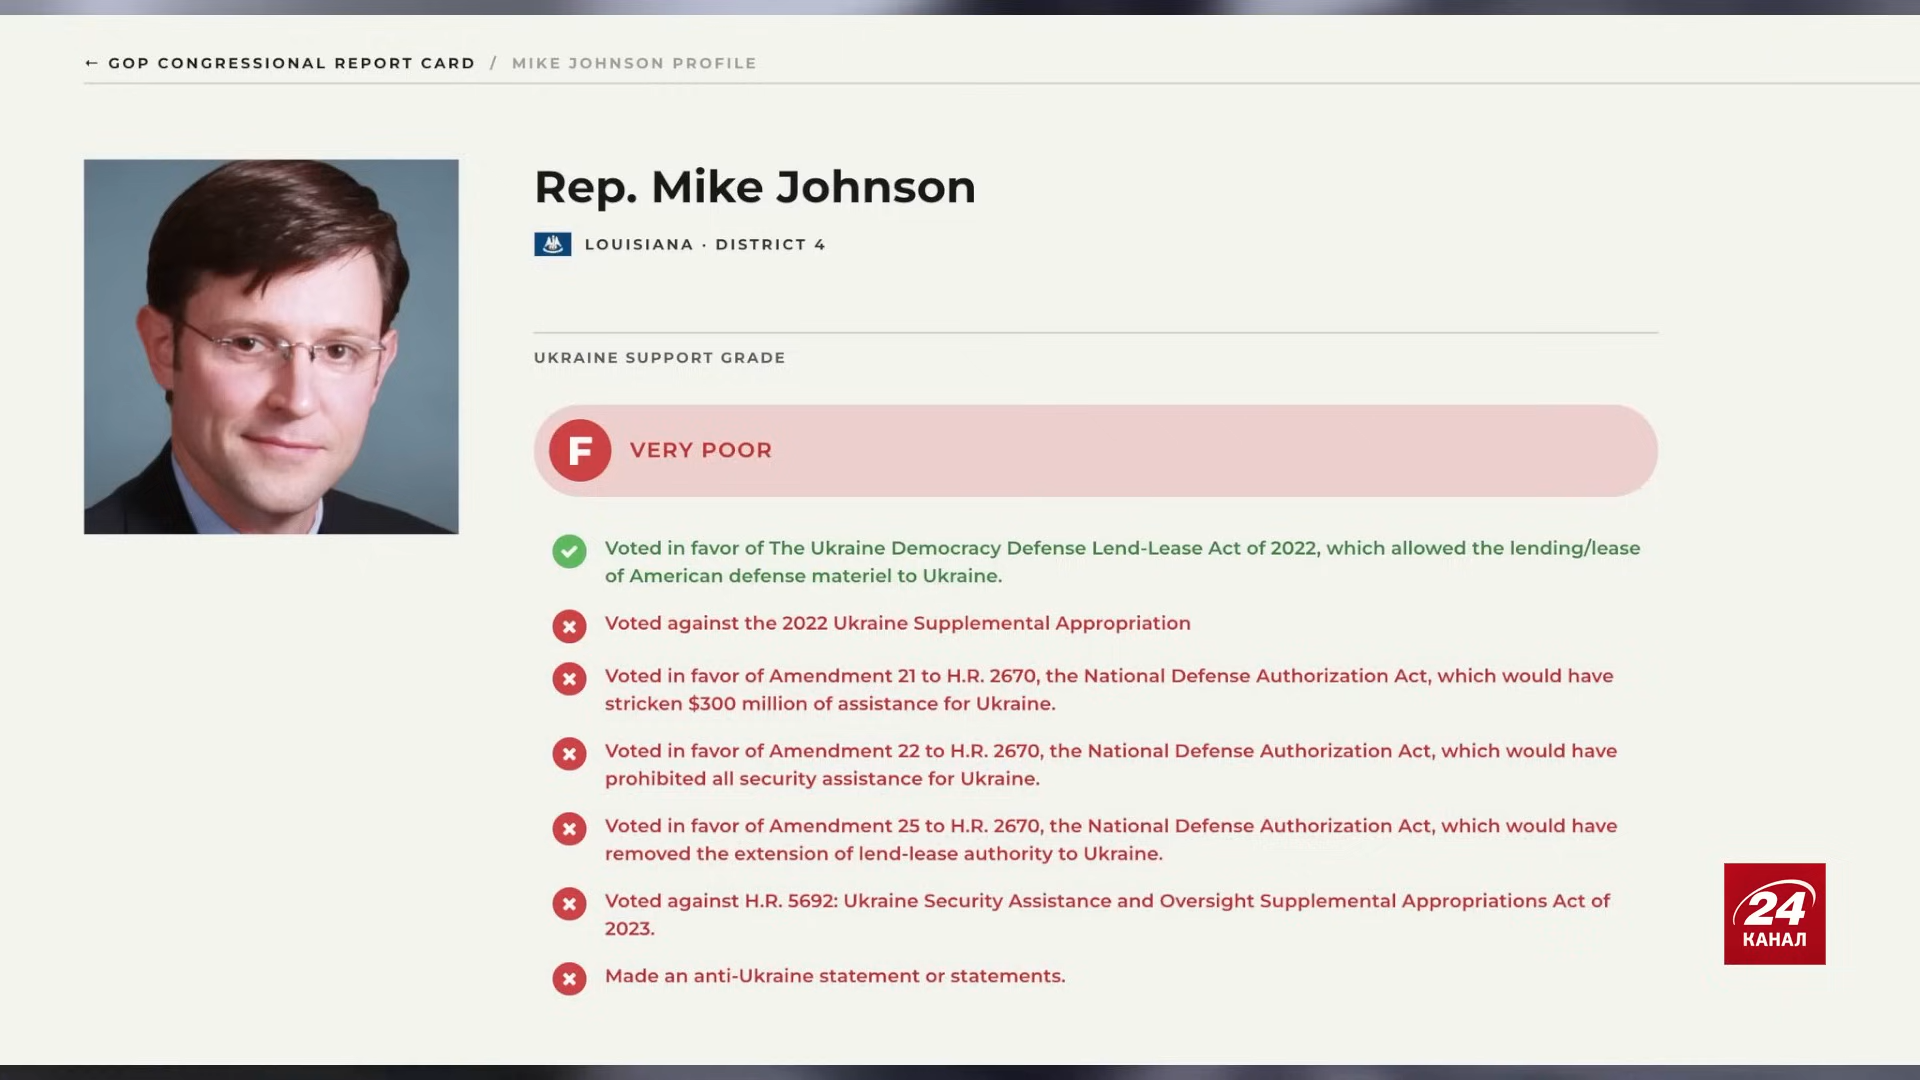 ← GOP CONGRESSIONAL REPORT CARD / MIKE JOHNSON PROFILE
Rep. Mike Johnson
LOUISIANA · DISTRICT 4
UKRAINE SUPPORT GRADE
F VERY POOR
Voted in favor of The Ukraine Democracy Defense Lend-Lease Act of 2022, which allowed the lending/lease
of American defense materiel to Ukraine.
Voted against the 2022 Ukraine Supplemental Appropriation
Voted in favor of Amendment 21 to H.R. 2670, the National Defense Authorization Act, which would have
stricken $300 million of assistance for Ukraine.
Voted in favor of Amendment 22 to H.R. 2670, the National Defense Authorization Act, which would have
prohibited all security assistance for Ukraine.
Voted in favor of Amendment 25 to H.R. 2670, the National Defense Authorization Act, which would have
removed the extension of lend-lease authority to Ukraine.
Voted against H.R. 5692: Ukraine Security Assistance and Oversight Supplemental Appropriations Act of
2023.
Made an anti-Ukraine statement or statements.
24
КАНАЛ